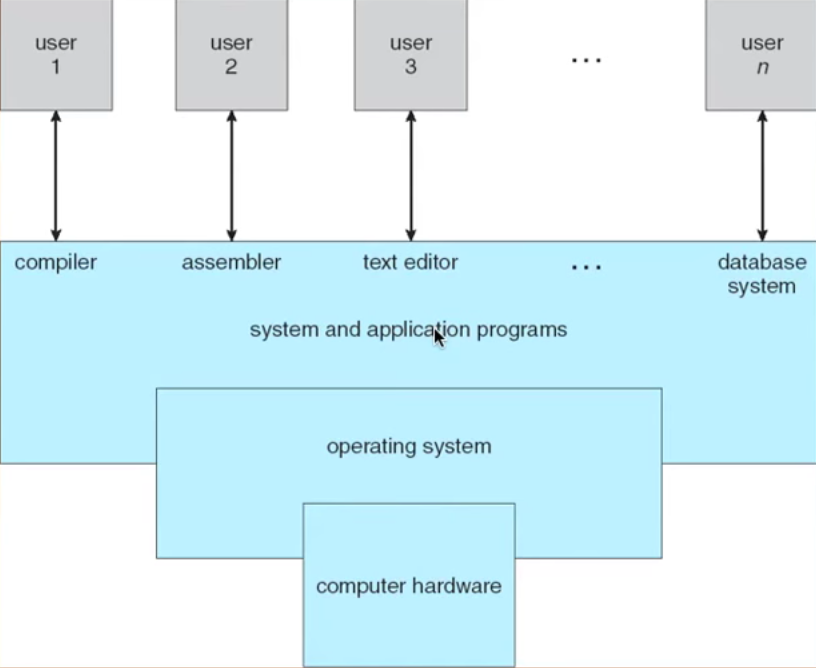 user
1
user
2
user
3
...
user
n
compiler
assembler
text editor
...
database
system
system and application programs
operating system
computer hardware